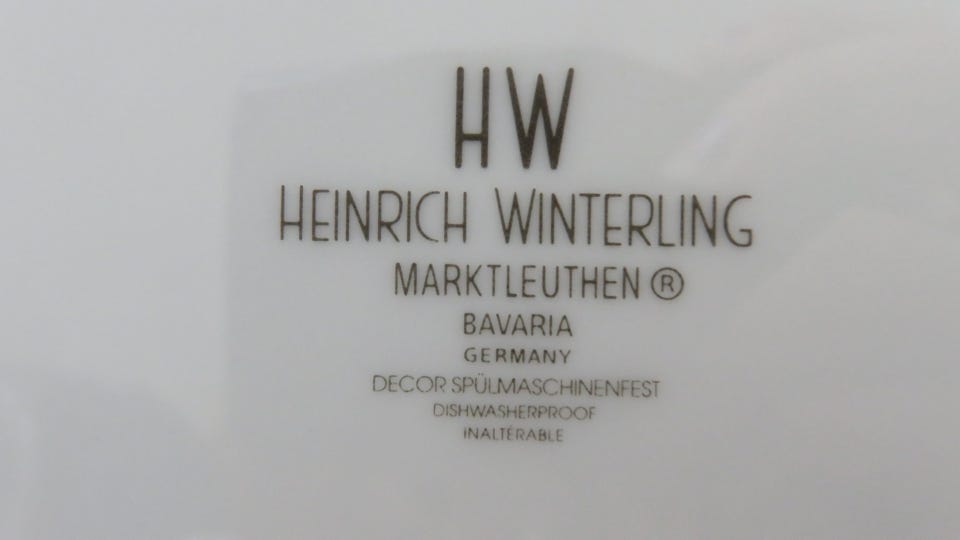 HW
HEINRICH WINTERLING
MARKTLEUTHEN ®
BAVARIA
GERMANY
DECOR SPÜLMASCHINENFEST
DISHWASHERPROOF
INALTÉRABLE